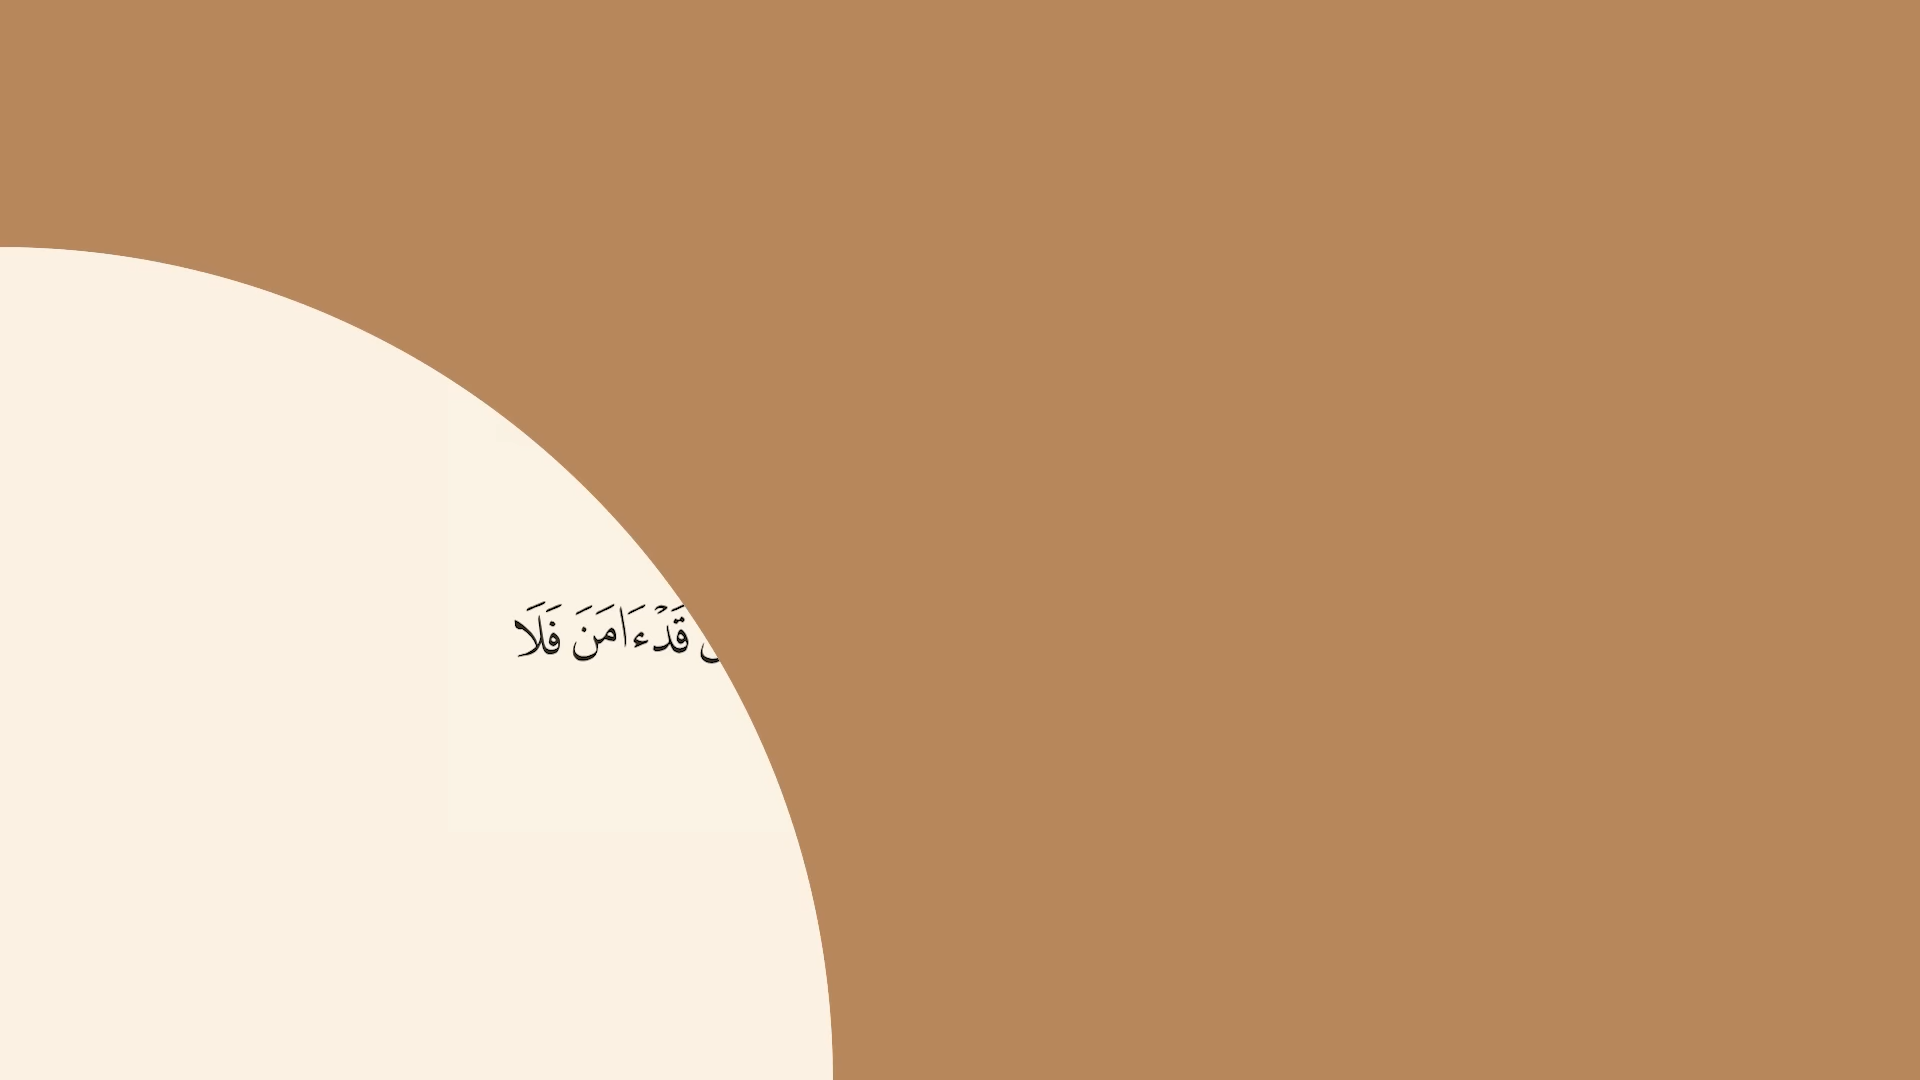 قَدْ ءَامَنَ فَلَا